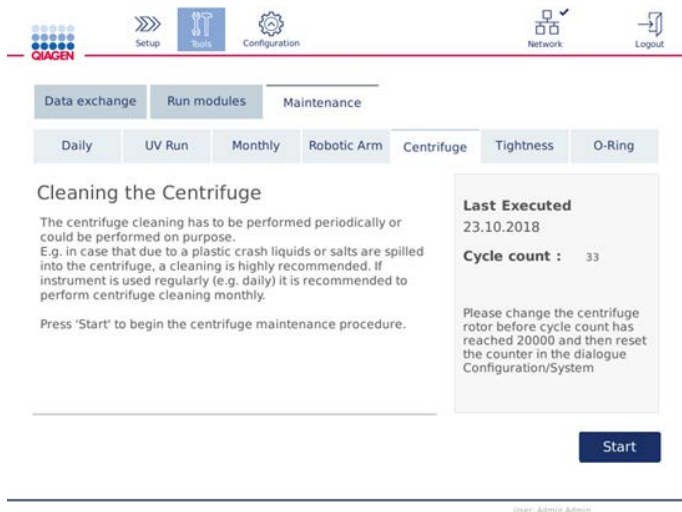 QIAGEN
Setup
Tools
Configuration
Network
Logout
Data exchange
Run modules
Maintenance
Daily
UV Run
Monthly
Robotic Arm
Centrifuge
Tightness
O-Ring
Cleaning the Centrifuge
The centrifuge cleaning has to be performed periodically or
could be performed on purpose.
E.g. in case that due to a plastic crash liquids or salts are spilled
into the centrifuge, a cleaning is highly recommended. If
instrument is used regularly (e.g. daily) it is recommended to
perform centrifuge cleaning monthly.
Press 'Start' to begin the centrifuge maintenance procedure.
Last Executed
23.10.2018
Cycle count : 33
Please change the centrifuge
rotor before cycle count has
reached 20000 and then reset
the counter in the dialogue
Configuration/System
Start
User: Admin Admin